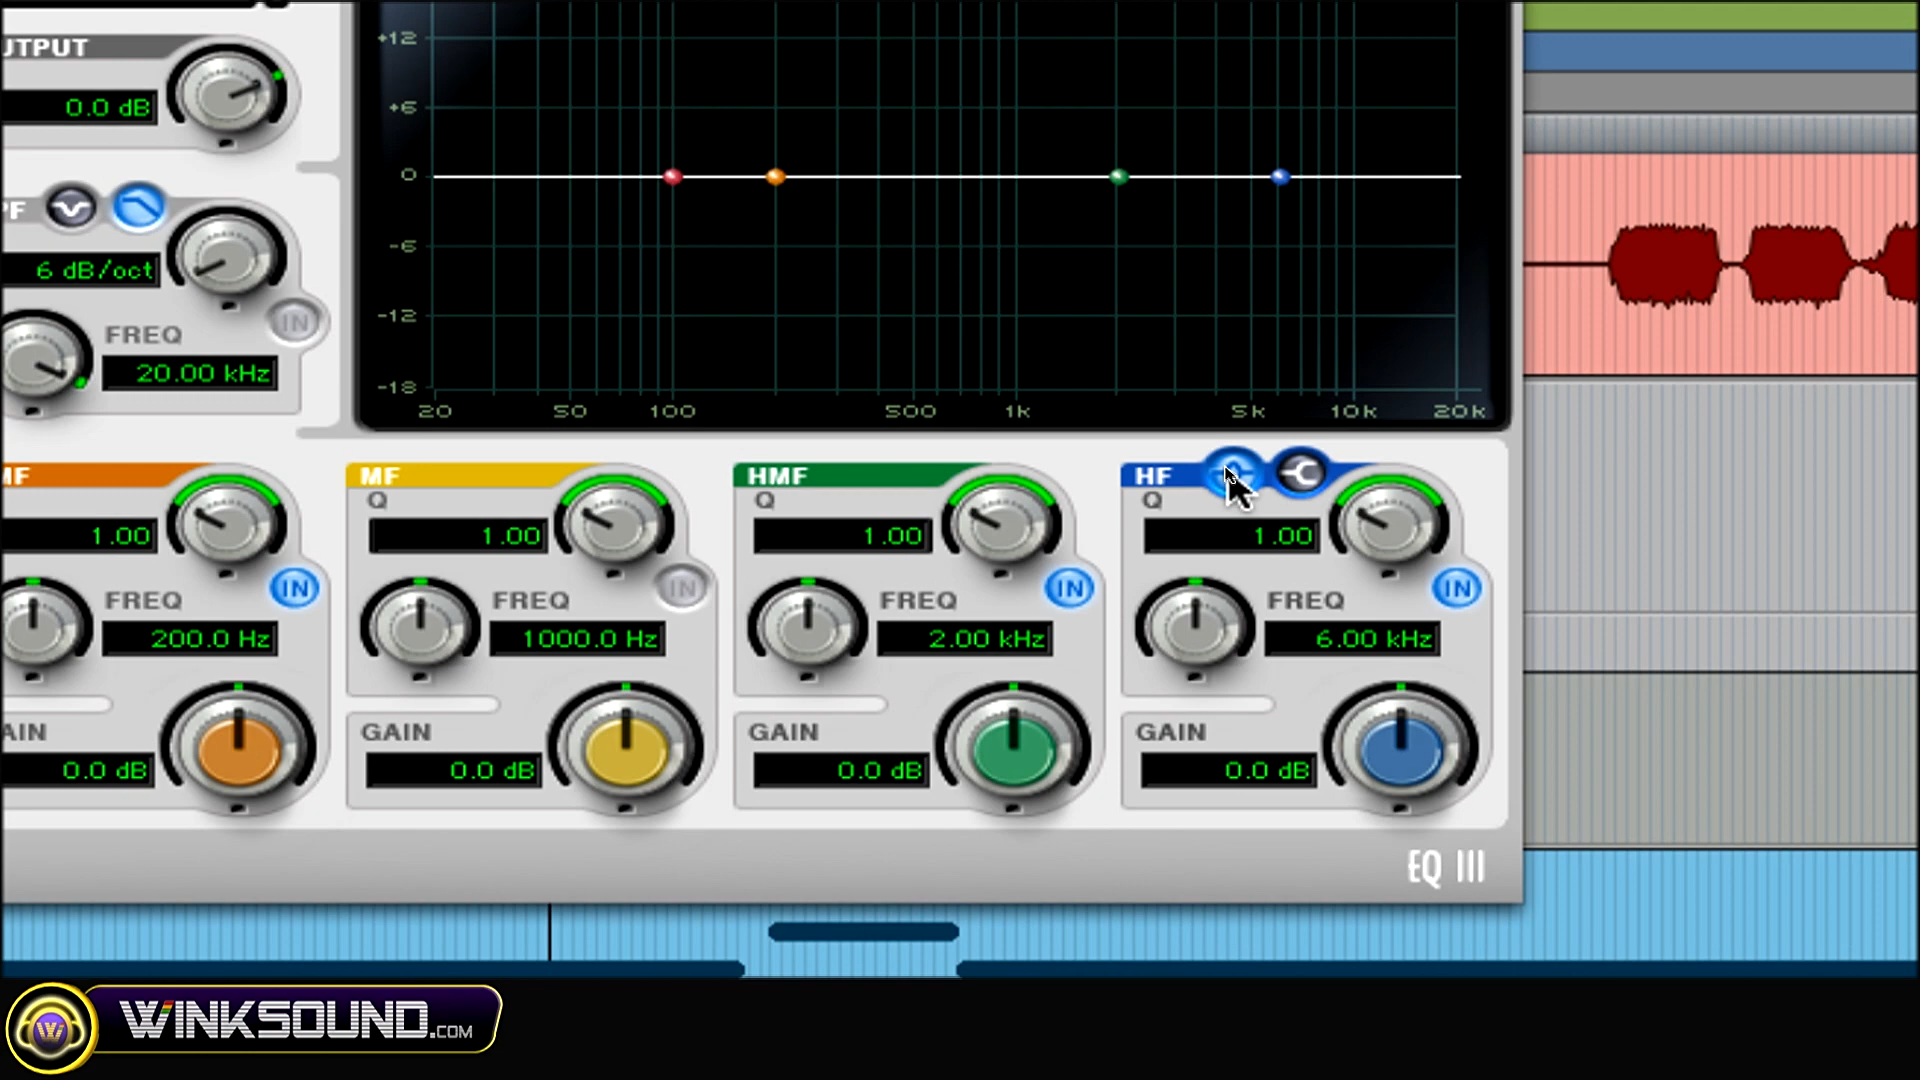 UTPUT
0.0 dB
PF
6 dB/oct
IN
FREQ
20.00 kHz
+12
+6
0
-6
-12
-18
20 50 100 500 1k 5k 10k 20k
MF
1.00
IN
FREQ
200.0 Hz
AIN
0.0 dB
MF
Q
1.00
IN
FREQ
1000.0 Hz
GAIN
0.0 dB
HMF
Q
1.00
IN
FREQ
2.00 kHz
GAIN
0.0 dB
HF
Q
1.00
IN
FREQ
6.00 kHz
GAIN
0.0 dB
EQ III
W WINKSOUND.COM